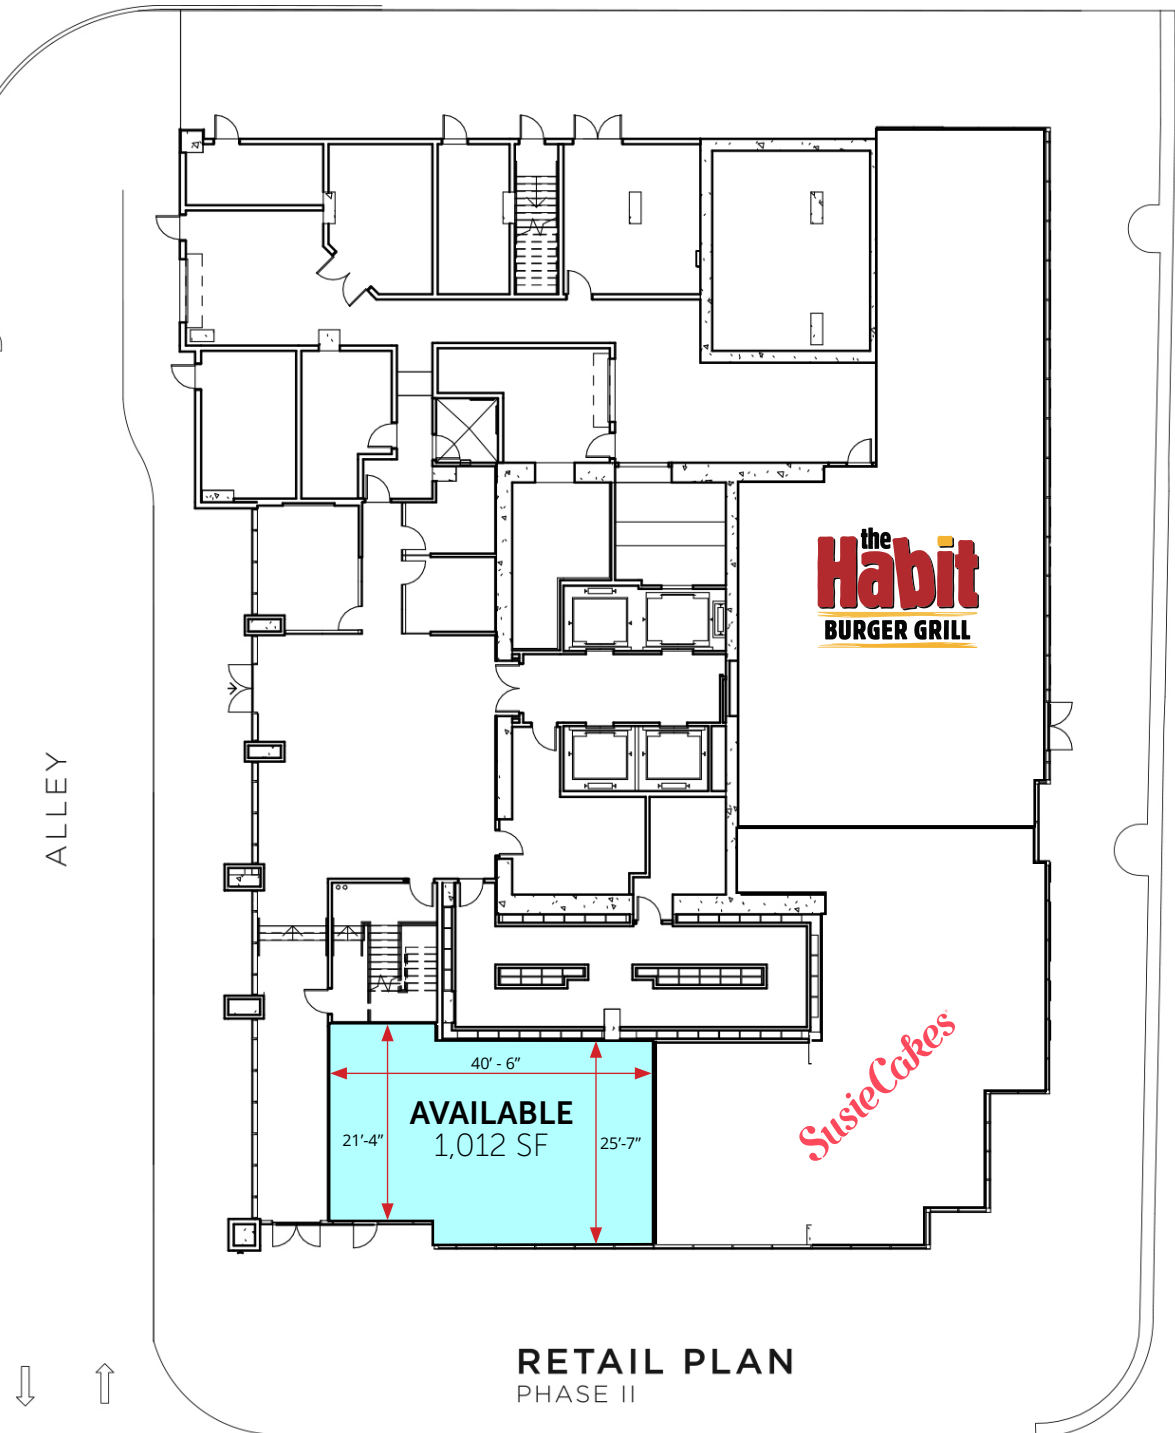 the
Habit
BURGER GRILL
ALLEY
SusieCakes
40' - 6"
AVAILABLE
1,012 SF
21'-4"
25'-7"
RETAIL PLAN
PHASE II